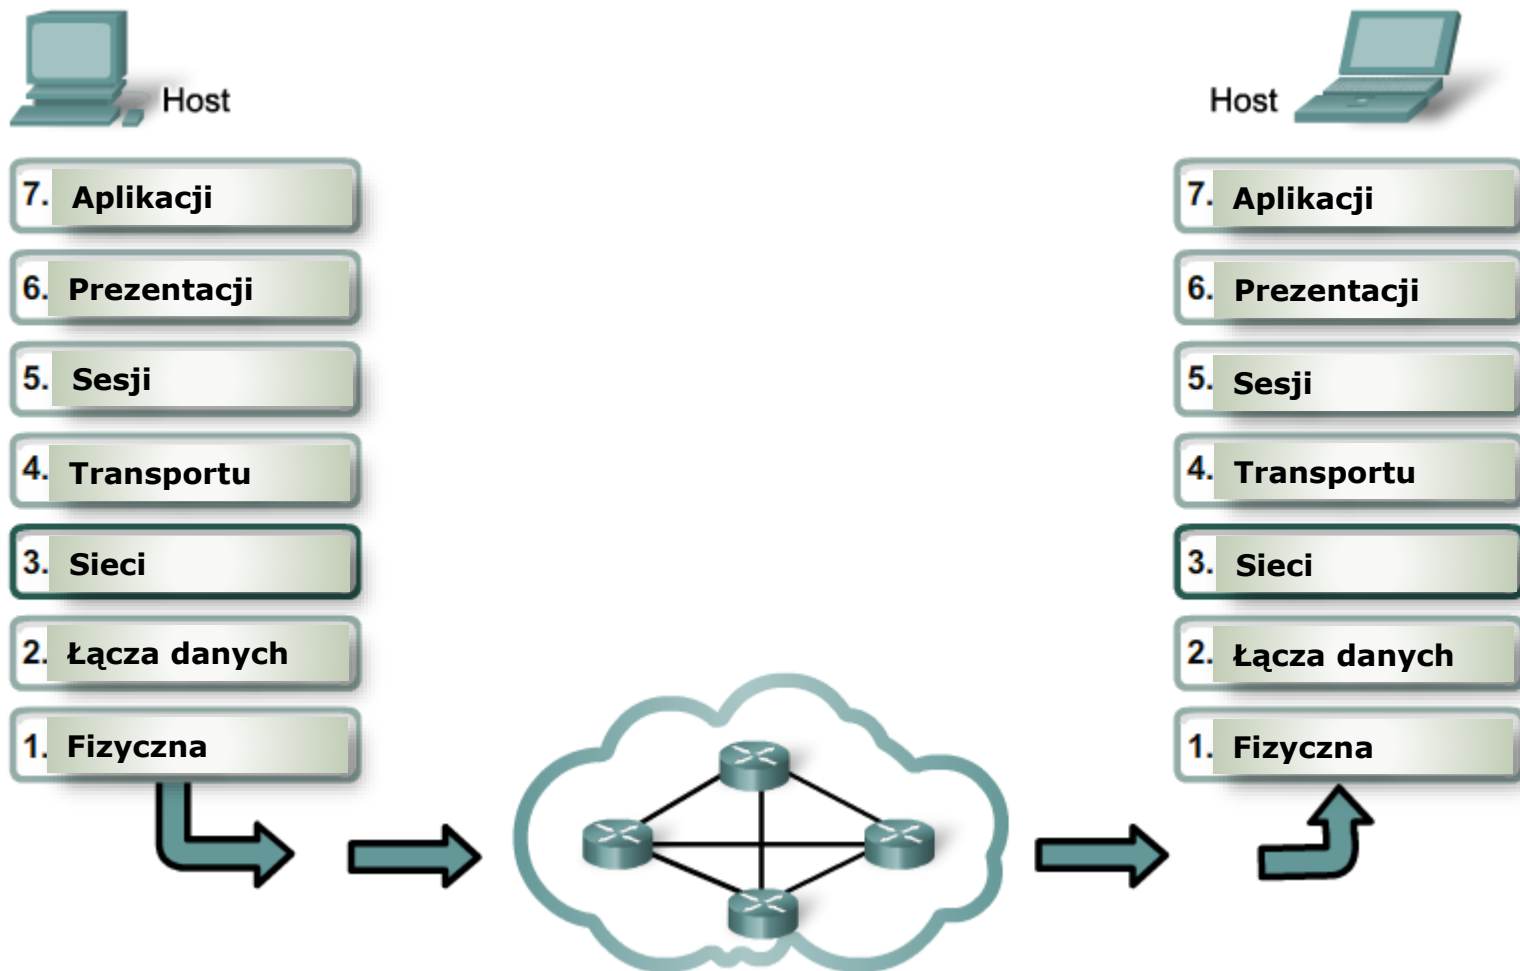 Host
7. Aplikacji
6. Prezentacji
5. Sesji
4. Transportu
3. Sieci
2. Łącza danych
1. Fizyczna
Host
7. Aplikacji
6. Prezentacji
5. Sesji
4. Transportu
3. Sieci
2. Łącza danych
1. Fizyczna